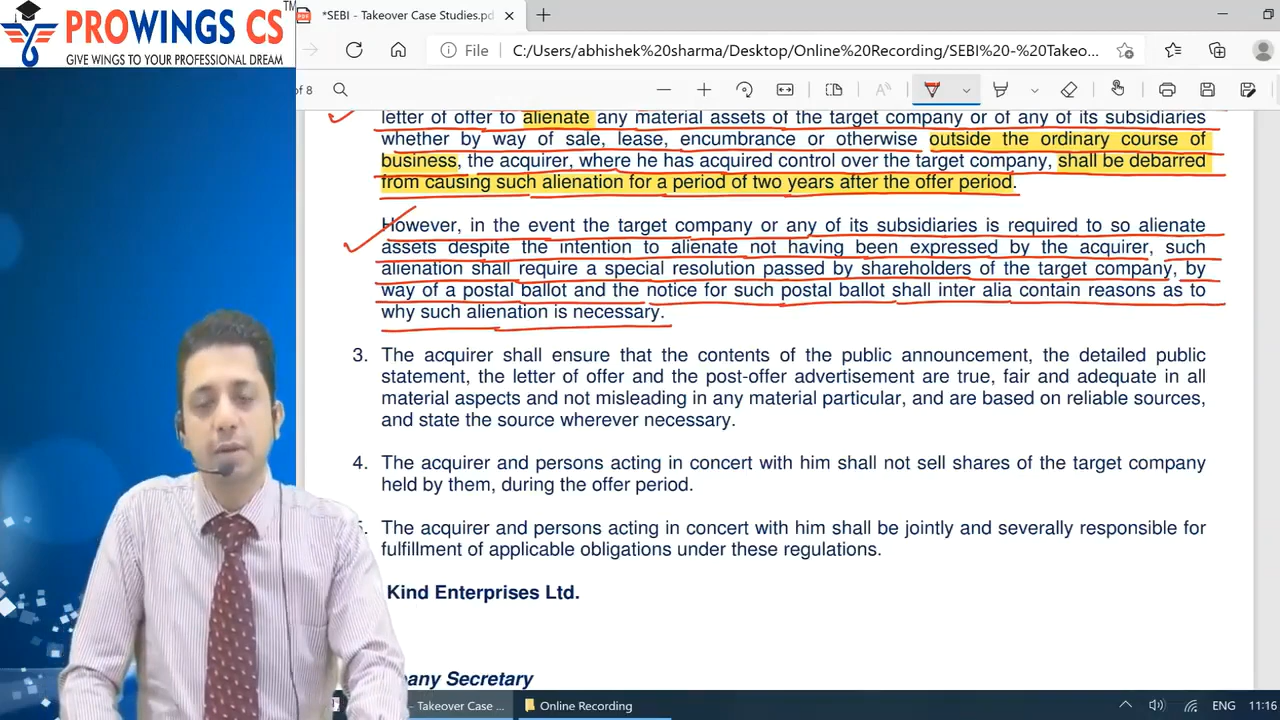 PROWINGS CS
TM
GIVE WINGS TO YOUR PROFESSIONAL DREAM
*SEBI - Takeover Case Studies.pd
File
C:/Users/abhishek%20sharma/Desktop/Online%20Recording/SEBI%20-%20Takeo...
of 8
letter of offer to alienate any material assets of the target company or of any of its subsidiaries
whether by way of sale, lease, encumbrance or otherwise outside the ordinary course of
business, the acquirer, where he has acquired control over the target company, shall be debarred
from causing such alienation for a period of two years after the offer period.
However, in the event the target company or any of its subsidiaries is required to so alienate
assets despite the intention to alienate not having been expressed by the acquirer, such
alienation shall require a special resolution passed by shareholders of the target company, by
way of a postal ballot and the notice for such postal ballot shall inter alia contain reasons as to
why such alienation is necessary.
3. The acquirer shall ensure that the contents of the public announcement, the detailed public
statement, the letter of offer and the post-offer advertisement are true, fair and adequate in all
material aspects and not misleading in any material particular, and are based on reliable sources,
and state the source wherever necessary.
4. The acquirer and persons acting in concert with him shall not sell shares of the target company
held by them, during the offer period.
5. The acquirer and persons acting in concert with him shall be jointly and severally responsible for
fulfillment of applicable obligations under these regulations.
Kind Enterprises Ltd.
pany Secretary
Takeover Case ...
Online Recording
ENG
11:16